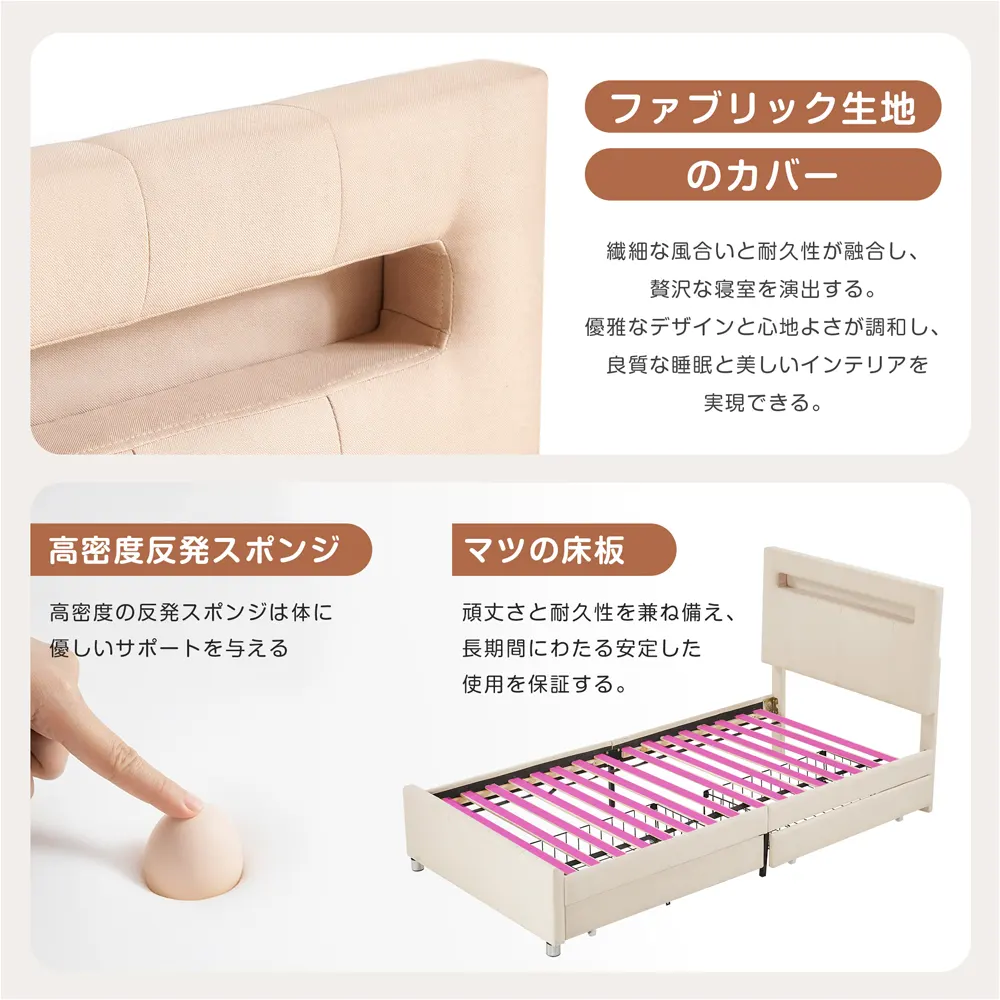 ファブリック生地
のカバー
繊細な風合いと耐久性が融合し、
贅沢な寝室を演出する。
優雅なデザインと心地よさが調和し、
良質な睡眠と美しいインテリアを
実現できる。
高密度反発スポンジ
高密度の反発スポンジは体に
優しいサポートを与える
マツの床板
頑丈さと耐久性を兼ね備え、
長期間にわたる安定した
使用を保証する。